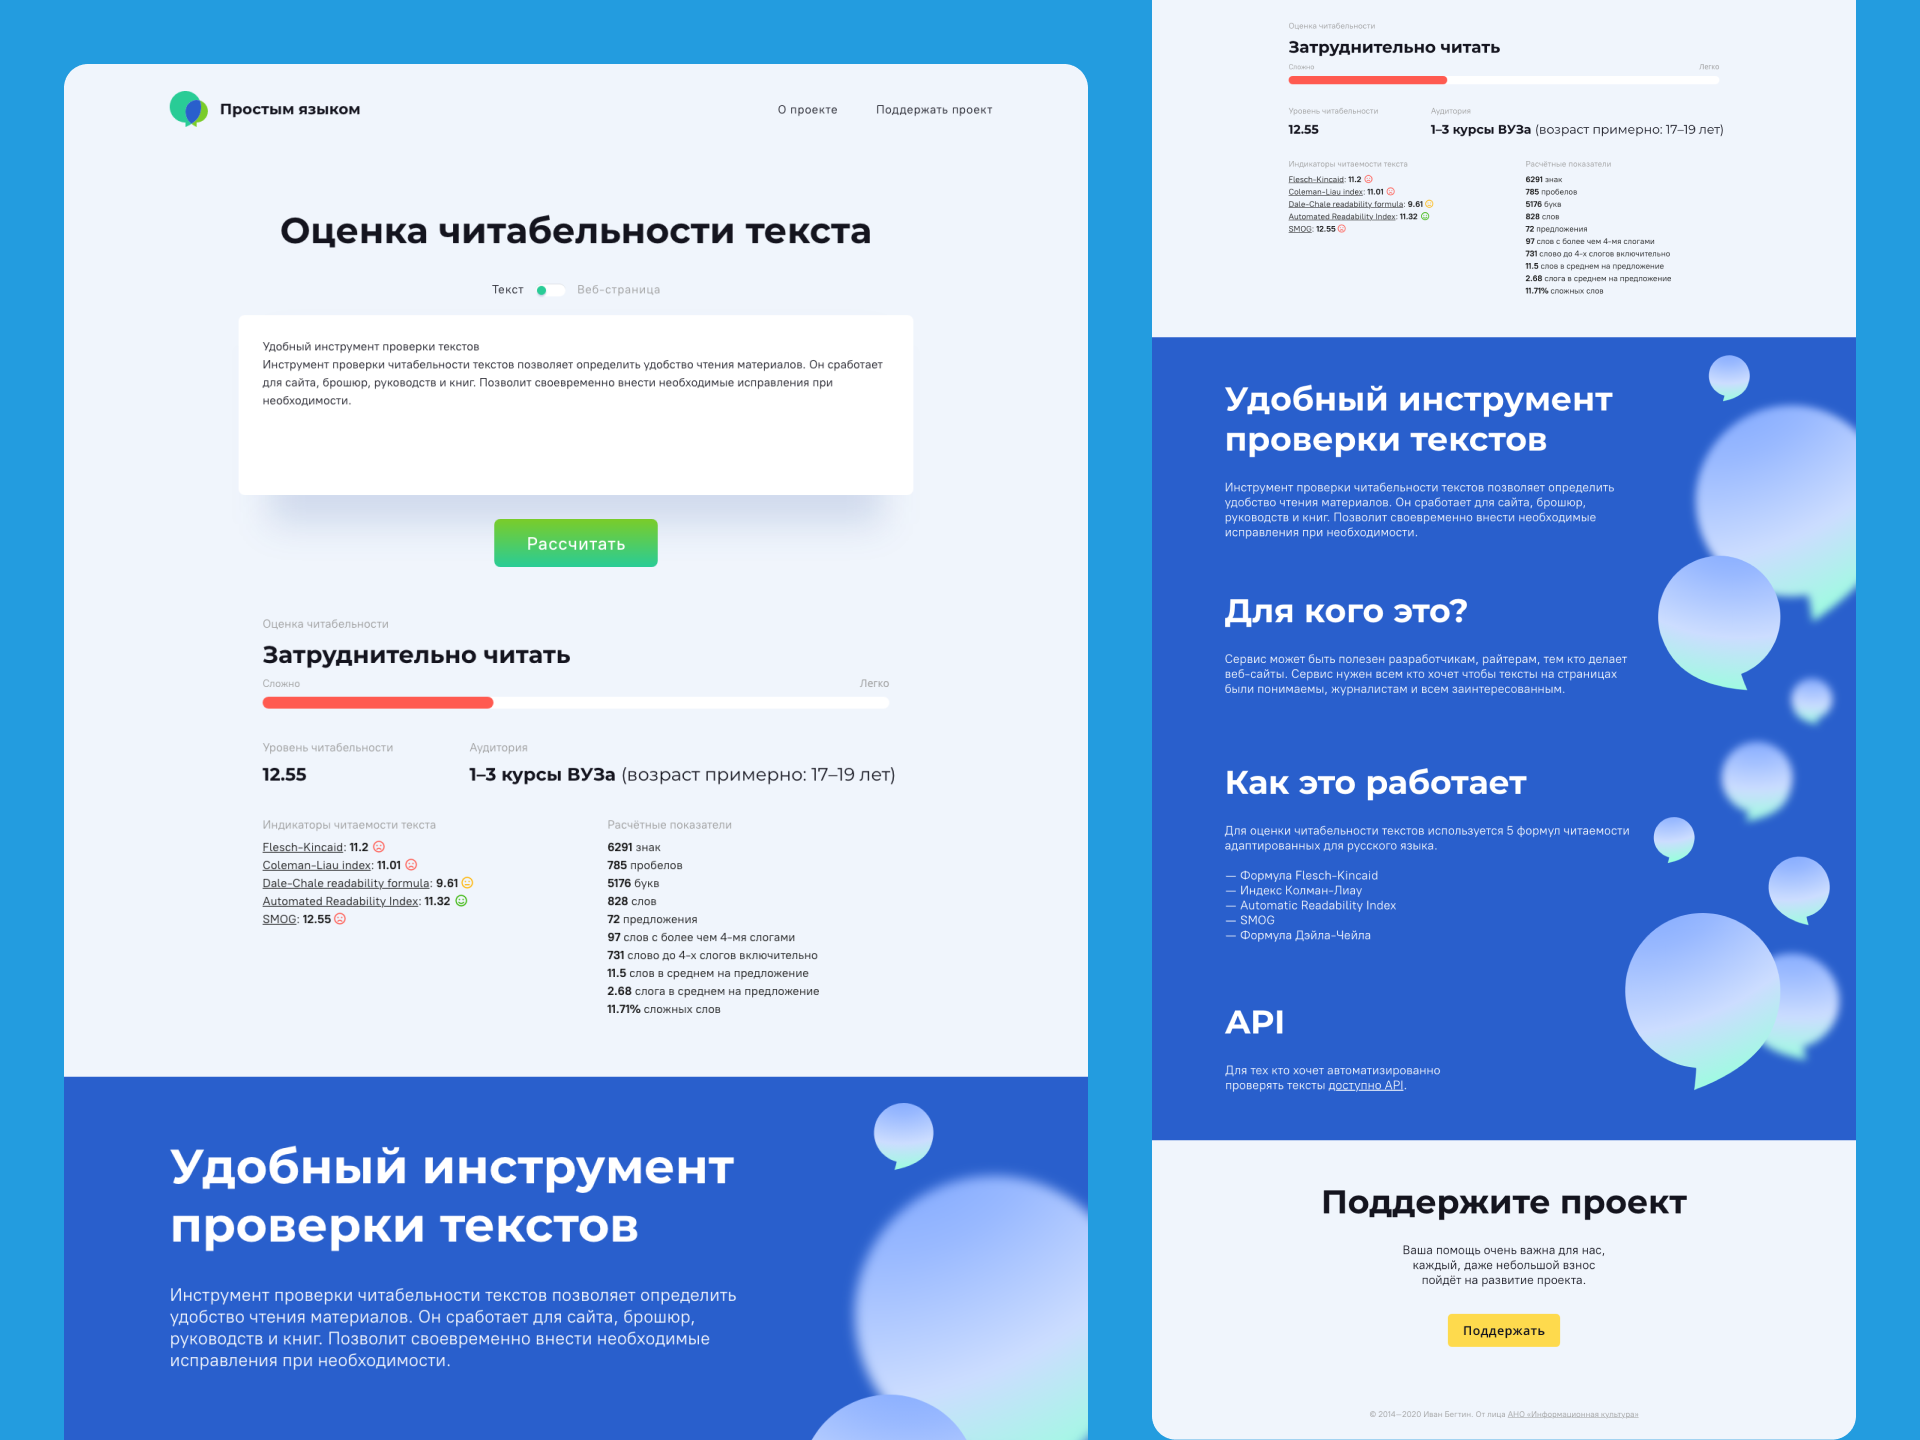 Простым языком
О проекте
Поддержать проект
Оценка читабельности текста
Текст
Веб-страница
Удобный инструмент проверки текстов
Инструмент проверки читабельности текстов позволяет определить удобство чтения материалов. Он сработает
для сайта, брошюр, руководств и книг. Позволит своевременно внести необходимые исправления при
необходимости.
Рассчитать
Оценка читабельности
Затруднительно читать
Сложно
Легко
Уровень читабельности
12.55
Аудитория
1–3 курсы ВУЗа (возраст примерно: 17–19 лет)
Индикаторы читаемости текста
Flesch-Kincaid: 11.2
Coleman-Liau index: 11.01
Dale-Chale readability formula: 9.61
Automated Readability Index: 11.32
SMOG: 12.55
Расчётные показатели
6291 знак
785 пробелов
5176 букв
828 слов
72 предложения
97 слов с более чем 4-мя слогами
731 слово до 4-х слогов включительно
11.5 слов в среднем на предложение
2.68 слога в среднем на предложение
11.71% сложных слов
Удобный инструмент
проверки текстов
Инструмент проверки читабельности текстов позволяет определить
удобство чтения материалов. Он сработает для сайта, брошюр,
руководств и книг. Позволит своевременно внести необходимые
исправления при необходимости.
Оценка читабельности
Затруднительно читать
Сложно
Легко
Уровень читабельности
12.55
Аудитория
1–3 курсы ВУЗа (возраст примерно: 17–19 лет)
Индикаторы читаемости текста
Flesch-Kincaid: 11.2
Coleman-Liau index: 11.01
Dale-Chale readability formula: 9.61
Automated Readability Index: 11.32
SMOG: 12.55
Расчётные показатели
6291 знак
785 пробелов
5176 букв
828 слов
72 предложения
97 слов с более чем 4-мя слогами
731 слово до 4-х слогов включительно
11.5 слов в среднем на предложение
2.68 слога в среднем на предложение
11.71% сложных слов
Удобный инструмент
проверки текстов
Инструмент проверки читабельности текстов позволяет определить
удобство чтения материалов. Он сработает для сайта, брошюр,
руководств и книг. Позволит своевременно внести необходимые
исправления при необходимости.
Для кого это?
Сервис может быть полезен разработчикам, райтерам, тем кто делает
веб-сайты. Сервис нужен всем кто хочет чтобы тексты на страницах
были понимаемы, журналистам и всем заинтересованным.
Как это работает
Для оценки читабельности текстов используется 5 формул читаемости
адаптированных для русского языка.
— Формула Flesch-Kincaid
— Индекс Колман-Лиау
— Automatic Readability Index
— SMOG
— Формула Дэйла-Чейла
API
Для тех кто хочет автоматизированно
проверять тексты доступно API.
Поддержите проект
Ваша помощь очень важна для нас,
каждый, даже небольшой взнос
пойдёт на развитие проекта.
Поддержать
© 2014—2020 Иван Бегтин. От лица АНО «Информационная культура»